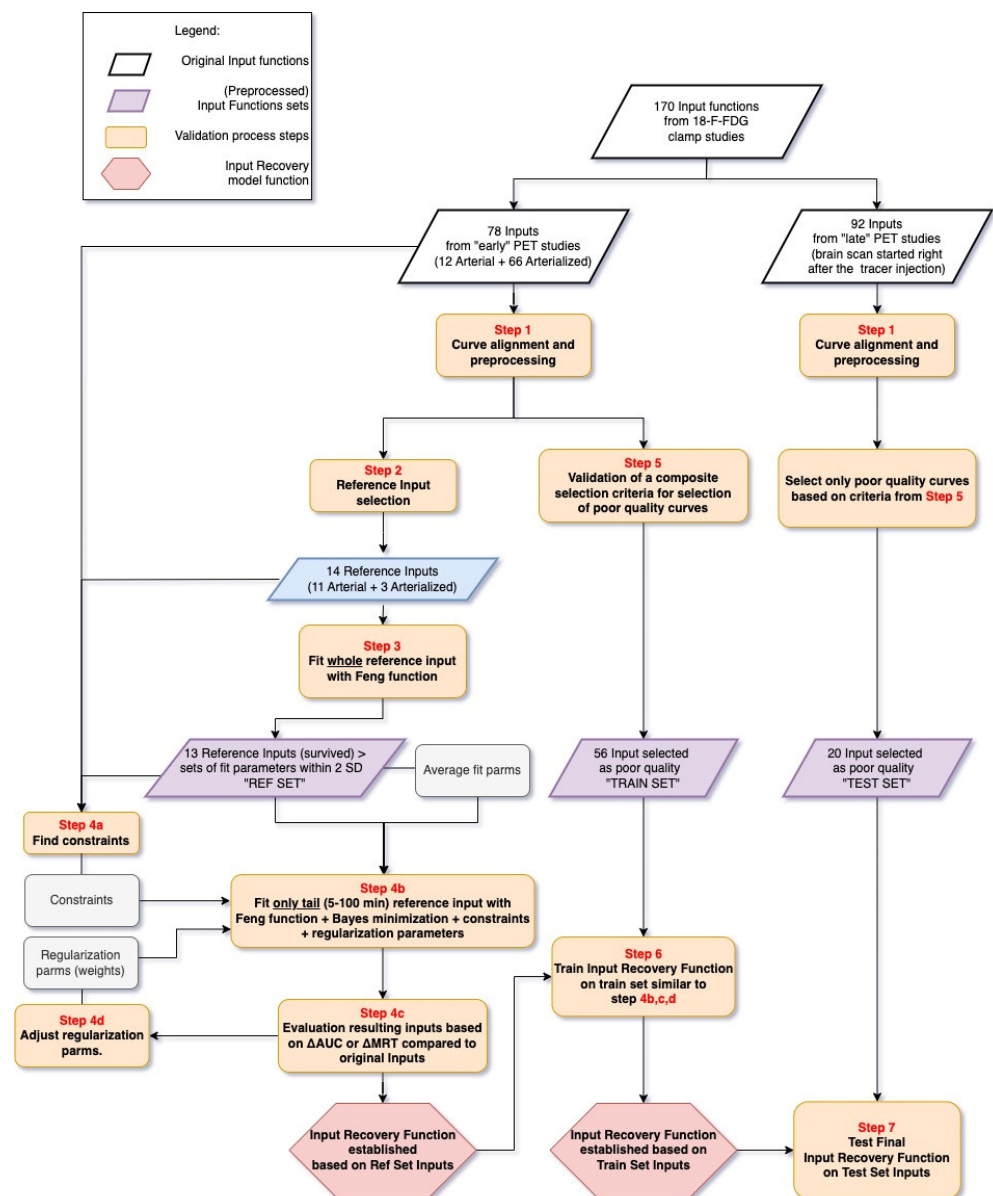 Legend:
Original Input functions
(Preprocessed)
Input Functions sets
Validation process steps
Input Recovery
model function
170 Input functions
from 18-F-FDG
clamp studies
78 Inputs
from "early" PET studies
(12 Arterial + 66 Arterialized)
92 Inputs
from "late" PET studies
(brain scan started right
after the tracer injection)
Step 1
Curve alignment and
preprocessing
Step 1
Curve alignment and
preprocessing
Step 2
Reference Input
selection
Step 5
Validation of a composite
selection criteria for selection
of poor quality curves
Select only poor quality curves
based on criteria from Step 5
14 Reference Inputs
(11 Arterial + 3 Arterialized)
Step 3
Fit whole reference input
with Feng function
13 Reference Inputs (survived) >
sets of fit parameters within 2 SD
"REF SET"
Average fit parms
56 Input selected
as poor quality
"TRAIN SET"
20 Input selected
as poor quality
"TEST SET"
Step 4a
Find constraints
Constraints
Step 4b
Fit only tail (5-100 min) reference input with
Feng function + Bayes minimization + constraints
+ regularization parameters
Regularization
parms (weights)
Step 6
Train Input Recovery Function
on train set similar to
step 4b,c,d
Step 4d
Adjust regularization
parms.
Step 4c
Evaluation resulting inputs based
on ΔAUC or ΔMRT compared to
original Inputs
Input Recovery Function
established
based on Ref Set Inputs
Input Recovery Function
established based on
Train Set Inputs
Step 7
Test Final
Input Recovery Function
on Test Set Inputs